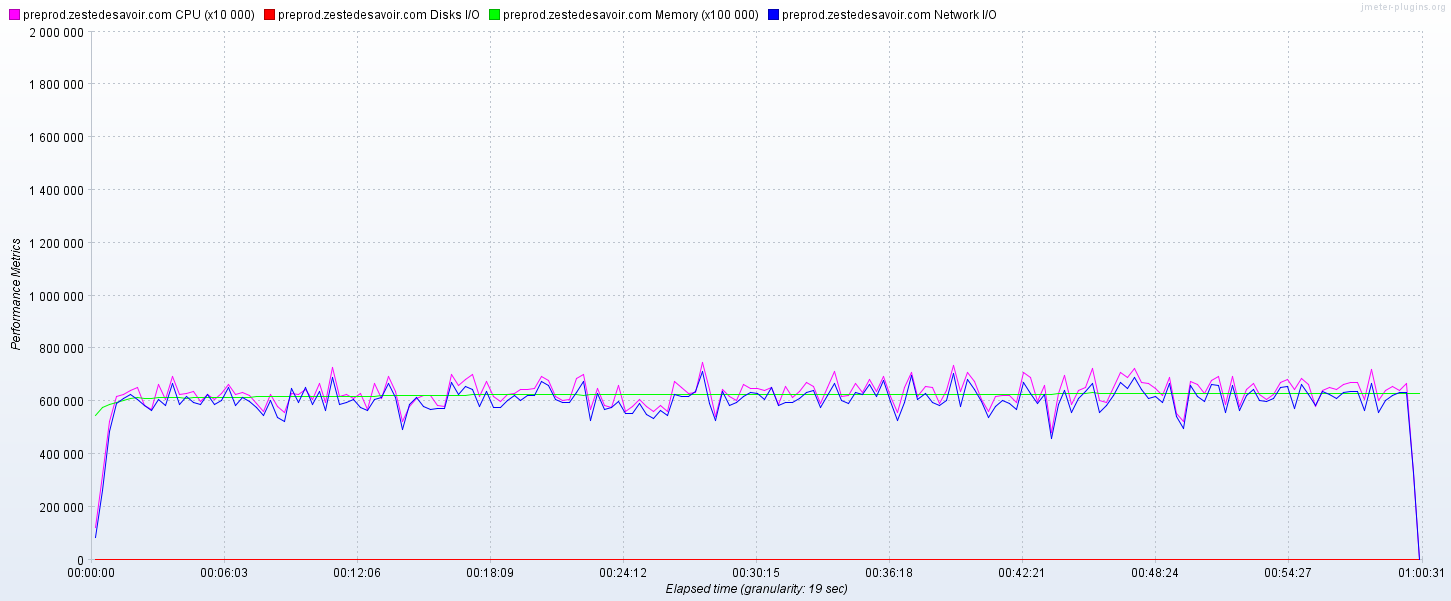 jmeter-plugins.org
preprod.zestedesavoir.com CPU (x10 000) preprod.zestedesavoir.com Disks I/O preprod.zestedesavoir.com Memory (x100 000) preprod.zestedesavoir.com Network I/O
2 000 000
1 800 000
1 600 000
1 400 000
1 200 000
1 000 000
800 000
600 000
400 000
200 000
0
Performance Metrics
00:00:00 00:06:03 00:12:06 00:18:09 00:24:12 00:30:15 00:36:18 00:42:21 00:48:24 00:54:27 01:00:31
Elapsed time (granularity: 19 sec)